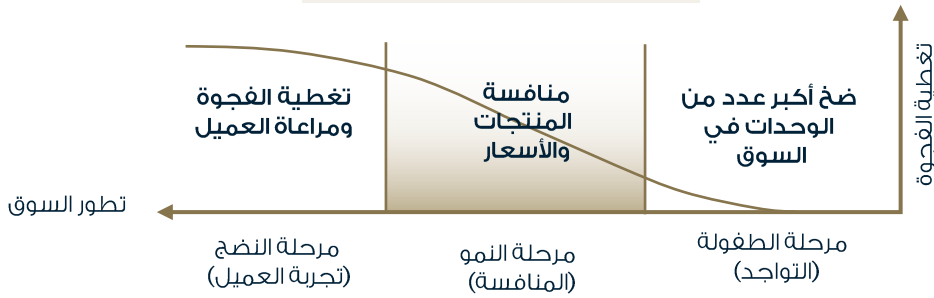 تغطية الفجوة
ضخ أكبر عدد من
الوحدات في
السوق
منافسة
المنتجات
والأسعار
تغطية الفجوة
ومراعاة العميل
تطور السوق
مرحلة الطفولة
(التواجد)
مرحلة النمو
(المنافسة)
مرحلة النضج
(تجربة العميل)